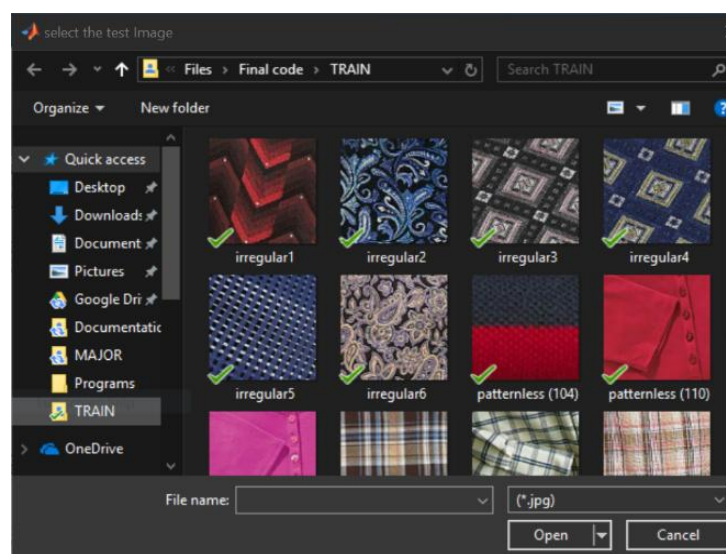 select the test Image
Files > Final code > TRAIN
Search TRAIN
Organize
New folder
Quick access
Desktop
Downloads
Document
Pictures
Google Dri
Documentatic
MAJOR
Programs
TRAIN
OneDrive
irregular1
irregular2
irregular3
irregular4
irregular5
irregular6
patternless (104)
patternless (110)
File name:
(*.jpg)
Open
Cancel